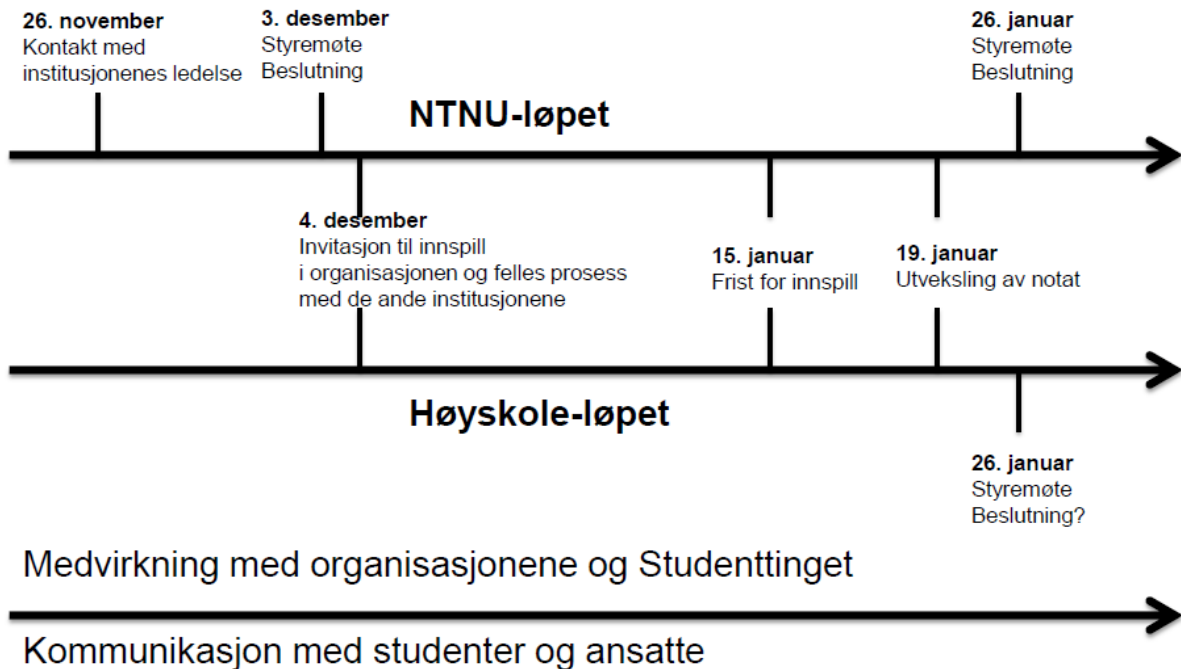 26. november
Kontakt med
institusjonenes ledelse
3. desember
Styremøte
Beslutning
26. januar
Styremøte
Beslutning
NTNU-løpet
4. desember
Invitasjon til innspill
i organisasjonen og felles prosess
med de ande institusjonene
15. januar
Frist for innspill
19. januar
Utveksling av notat
Høyskole-løpet
26. januar
Styremøte
Beslutning?
Medvirkning med organisasjonene og Studenttinget
Kommunikasjon med studenter og ansatte